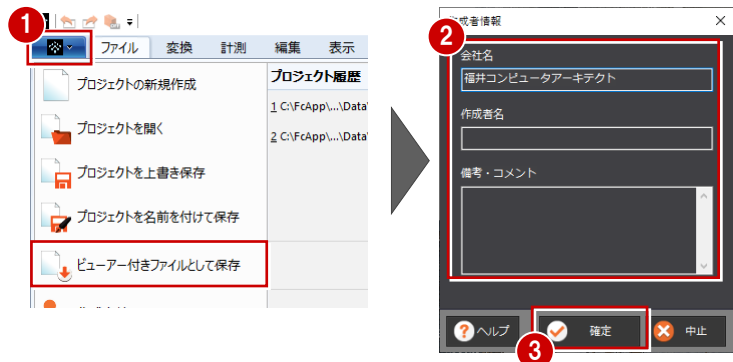 1
ファイル 変換 計測 編集 表示
プロジェクトの新規作成
プロジェクトを開く
プロジェクトを上書き保存
プロジェクトを名前を付けて保存
ビューアー付きファイルとして保存
プロジェクト履歴
1 C:\FcApp\...\Data
2 C:\FcApp\...\Data
作成者情報
2
会社名
福井コンピュータアーキテクト
作成者名
備考・コメント
ヘルプ 確定 中止
3